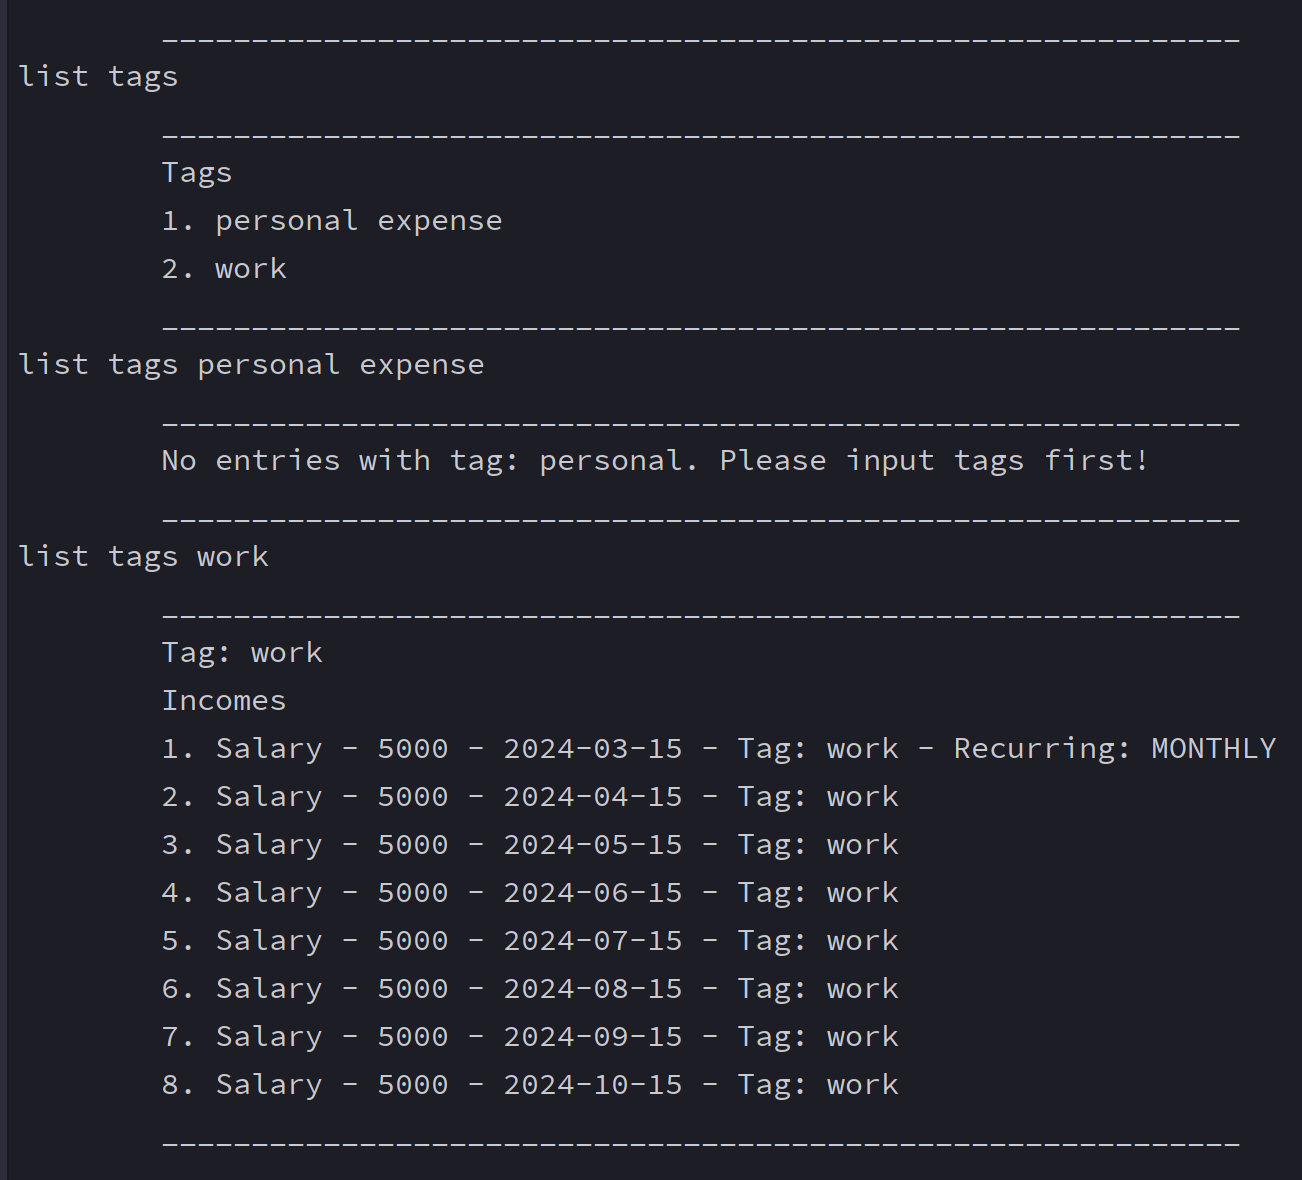 ____________________________________________________________
list tags
____________________________________________________________
Tags
1. personal expense
2. work
____________________________________________________________
list tags personal expense
____________________________________________________________
No entries with tag: personal. Please input tags first!
____________________________________________________________
list tags work
____________________________________________________________
Tag: work
Incomes
1. Salary - 5000 - 2024-03-15 - Tag: work - Recurring: MONTHLY
2. Salary - 5000 - 2024-04-15 - Tag: work
3. Salary - 5000 - 2024-05-15 - Tag: work
4. Salary - 5000 - 2024-06-15 - Tag: work
5. Salary - 5000 - 2024-07-15 - Tag: work
6. Salary - 5000 - 2024-08-15 - Tag: work
7. Salary - 5000 - 2024-09-15 - Tag: work
8. Salary - 5000 - 2024-10-15 - Tag: work
____________________________________________________________